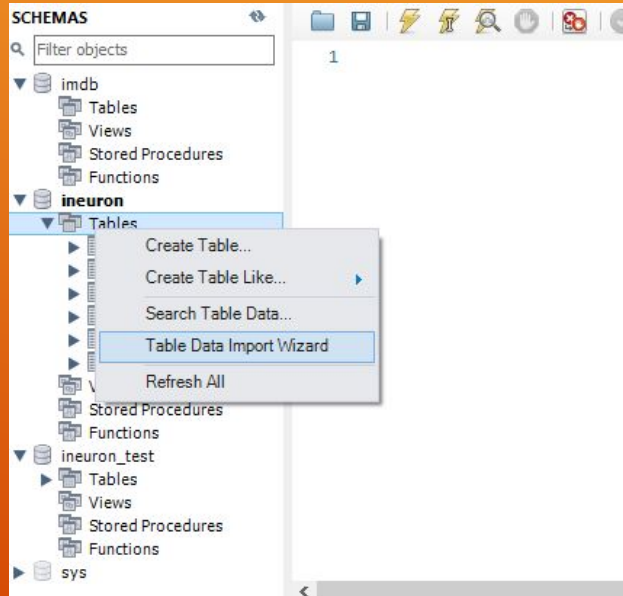 SCHEMAS
Filter objects
imdb
Tables
Views
Stored Procedures
Functions
ineuron
Tables
Create Table...
Create Table Like...
Search Table Data...
Table Data Import Wizard
Refresh All
Stored Procedures
Functions
ineuron_test
Tables
Views
Stored Procedures
Functions
sys
1